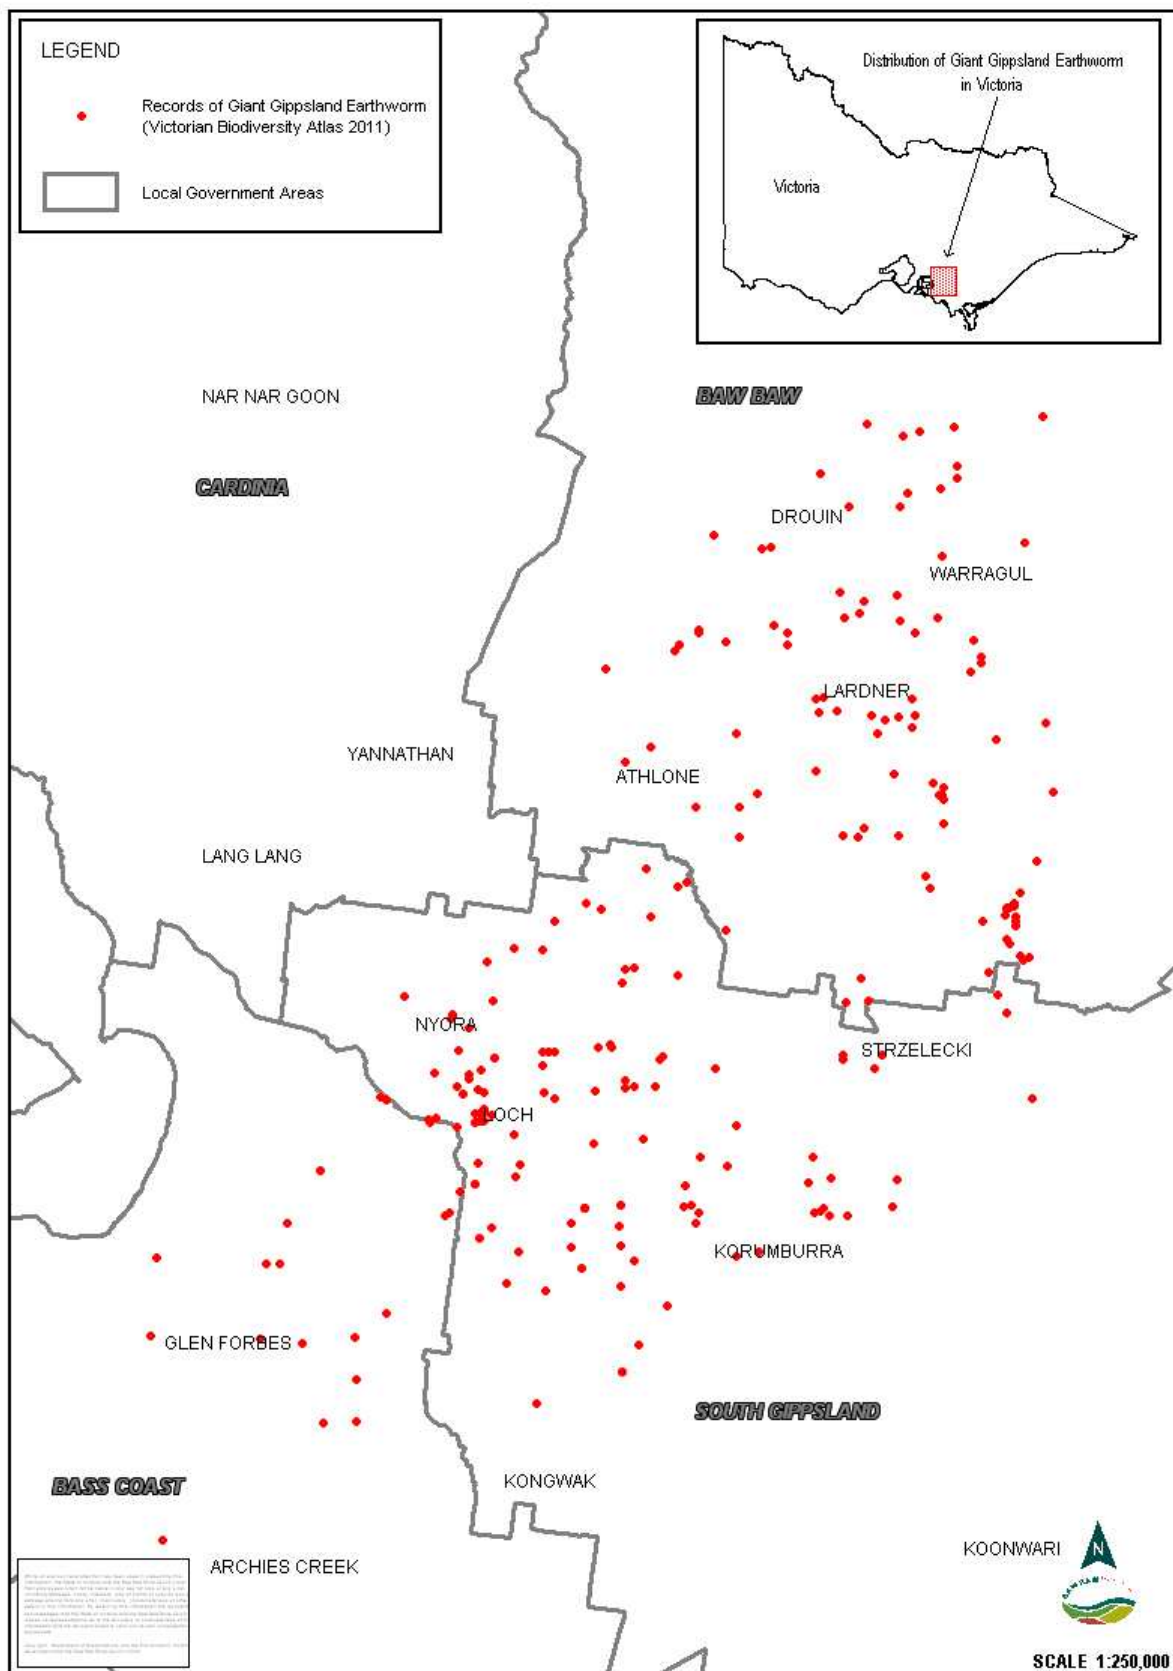 LEGEND
Records of Giant Gippsland Earthworm
(Victorian Biodiversity Atlas 2011)
Local Government Areas
Distribution of Giant Gippsland Earthworm
in Victoria
Victoria
NAR NAR GOON
BAW BAW
CARDINIA
DROUIN
WARRAGUL
LARDNER
YANNATHAN
ATHLONE
LANG LANG
NYORA
STRZELECKI
LOCH
KORUMBURRA
GLEN FORBES
SOUTH GIPPSLAND
BASS COAST
KONGWAK
KOONWARI
N
ARCHIES CREEK
SCALE 1:250,000